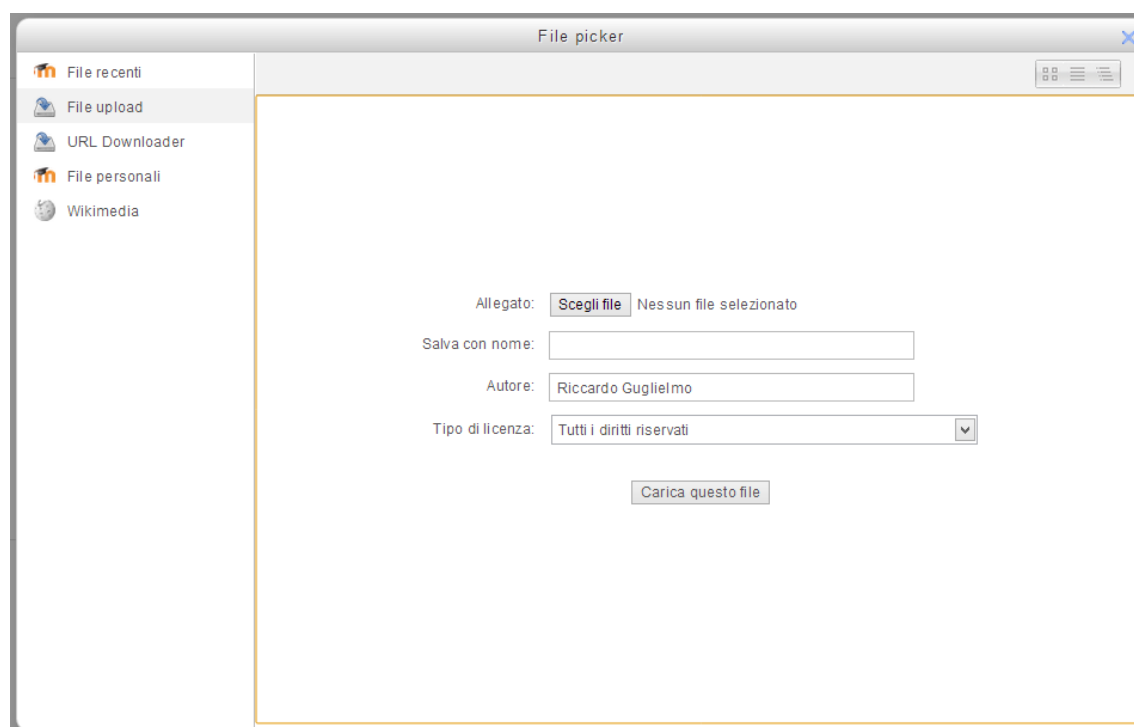 File picker
File recenti
File upload
URL Downloader
File personali
Wikimedia
Allegato: Scegli file Nessun file selezionato
Salva con nome:
Autore: Riccardo Guglielmo
Tipo di licenza: Tutti i diritti riservati
Carica questo file